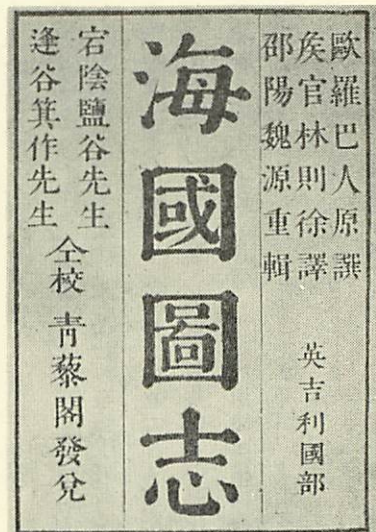 歐羅巴人原譔
矦官林則徐譯
邵陽魏源重輯
英吉利國部
海國圖志
宕陰鹽谷先生
逢谷箕作先生
仝校
青藜閣發兌